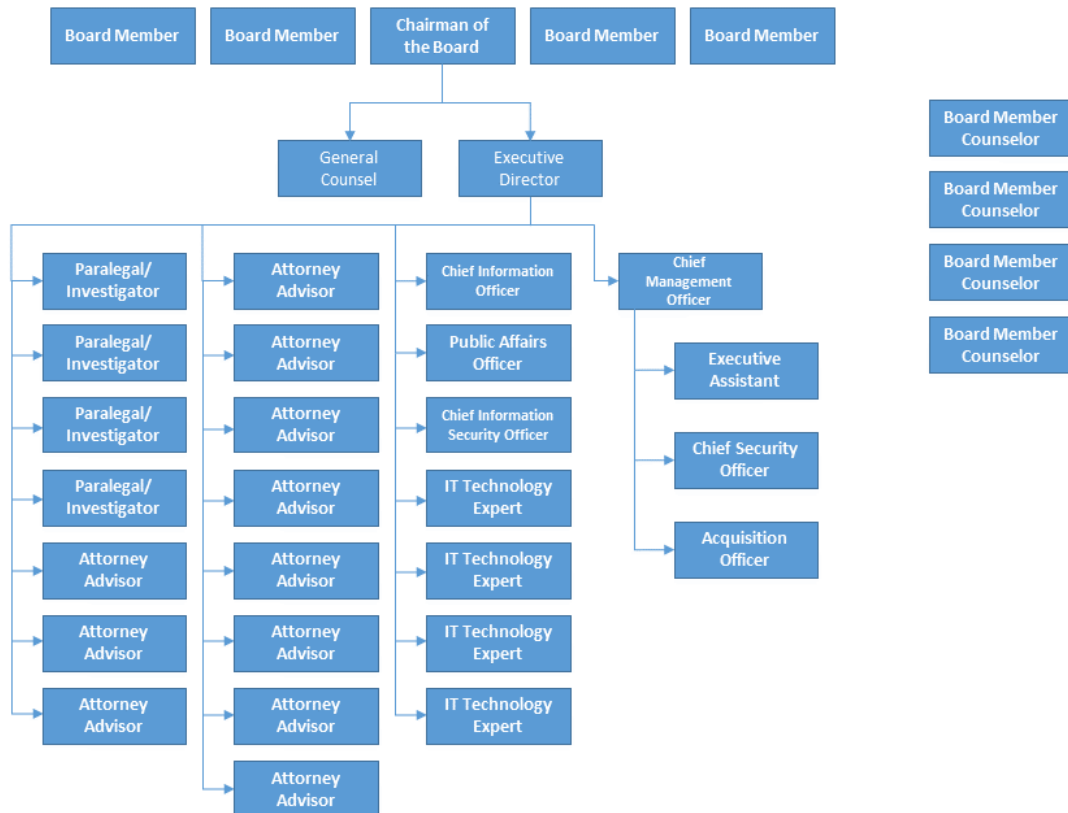 Board Member
Board Member
Chairman of
the Board
Board Member
Board Member
Board Member
Counselor
Board Member
Counselor
Board Member
Counselor
Board Member
Counselor
General
Counsel
Executive
Director
Paralegal/
Investigator
Paralegal/
Investigator
Paralegal/
Investigator
Paralegal/
Investigator
Attorney
Advisor
Attorney
Advisor
Attorney
Advisor
Attorney
Advisor
Attorney
Advisor
Attorney
Advisor
Attorney
Advisor
Attorney
Advisor
Attorney
Advisor
Attorney
Advisor
Attorney
Advisor
Chief Information
Officer
Public Affairs
Officer
Chief Information
Security Officer
IT Technology
Expert
IT Technology
Expert
IT Technology
Expert
IT Technology
Expert
Chief
Management
Officer
Executive
Assistant
Chief Security
Officer
Acquisition
Officer